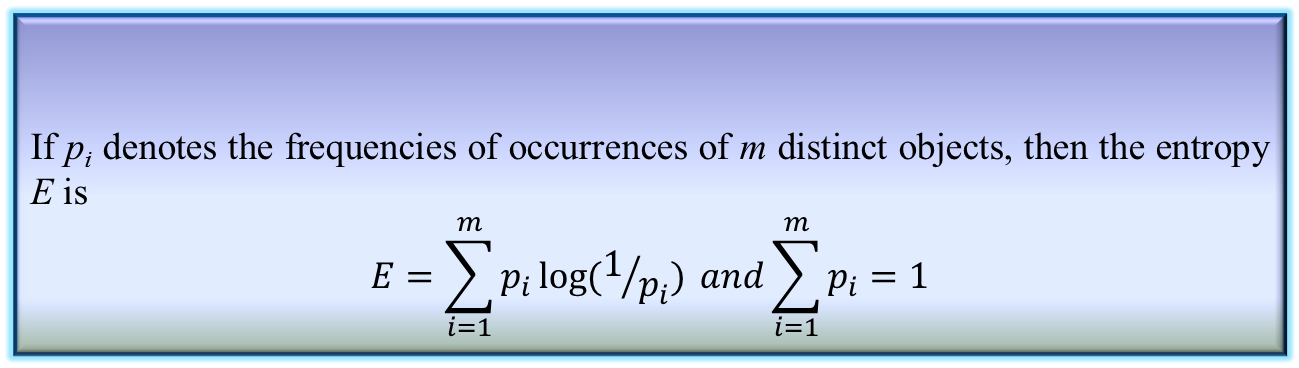 If pᵢ denotes the frequencies of occurrences of m distinct objects, then the entropy
E is
E = ∑ᵢ₌₁ᵐ pᵢ log(1/pᵢ) and ∑ᵢ₌₁ᵐ pᵢ = 1